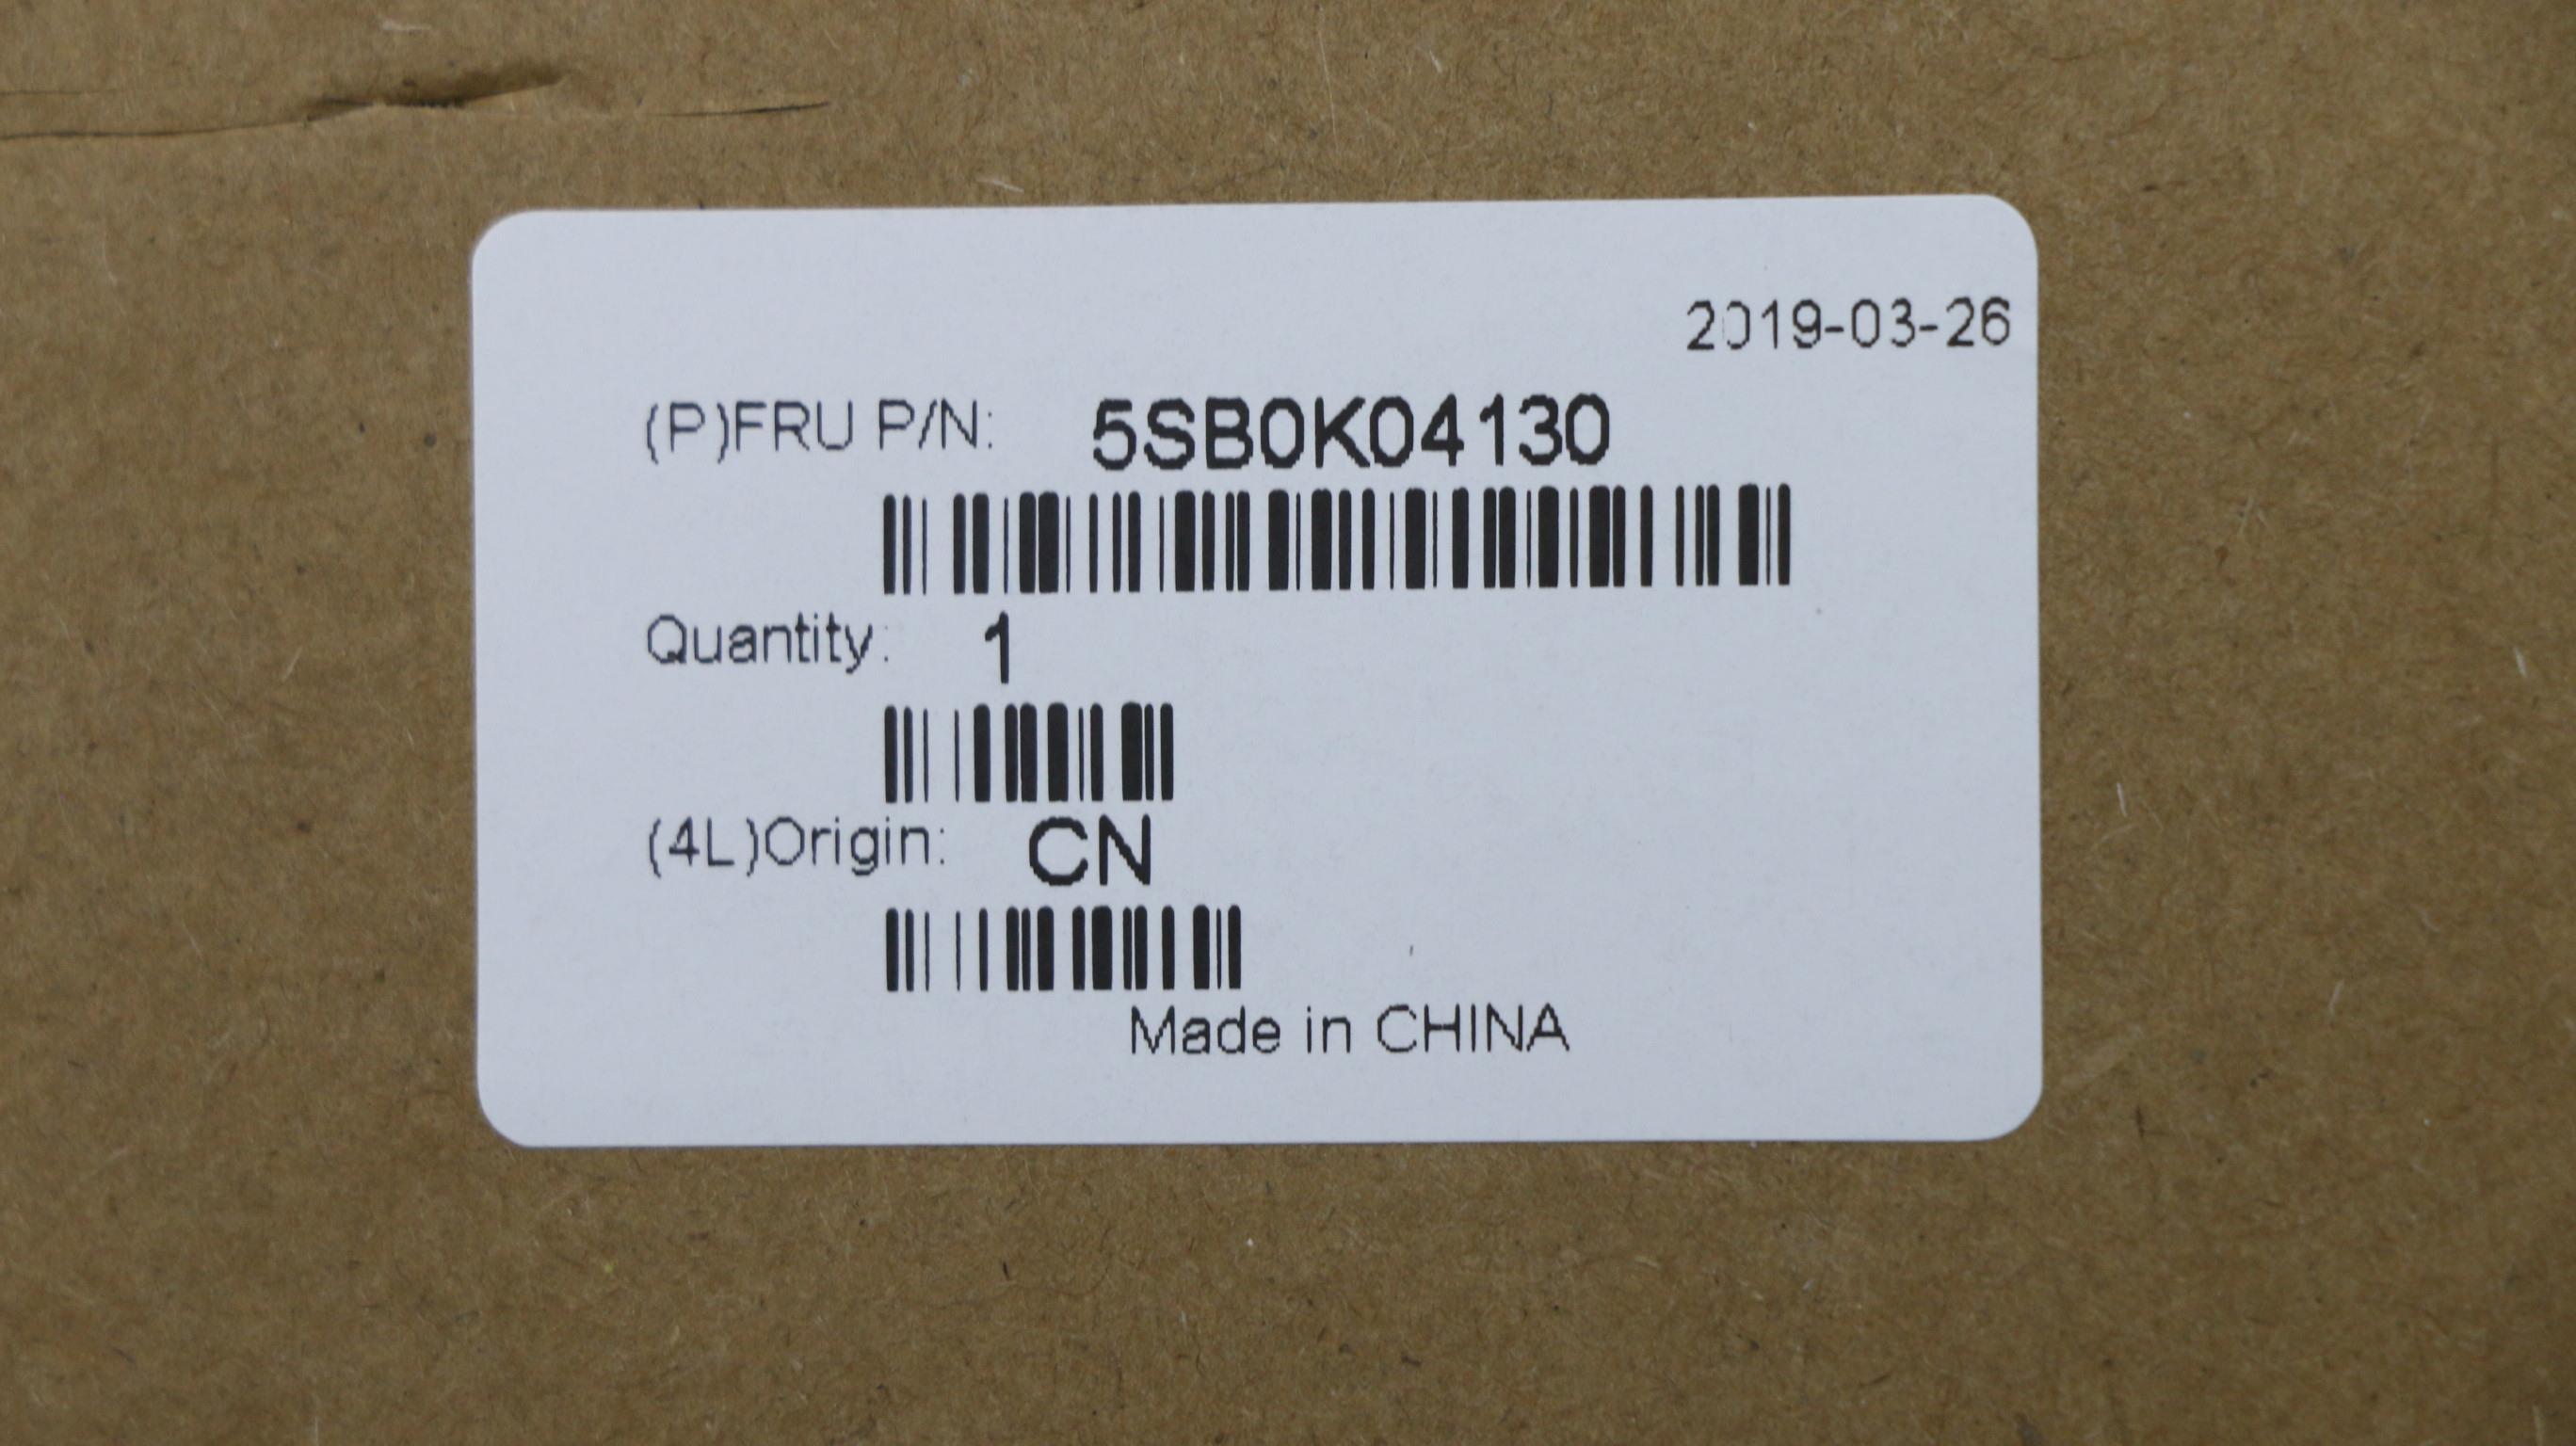 2019-03-26
(P)FRU P/N: 5SB0K04130
Quantity: 1
(4L)Origin: CN
Made in CHINA